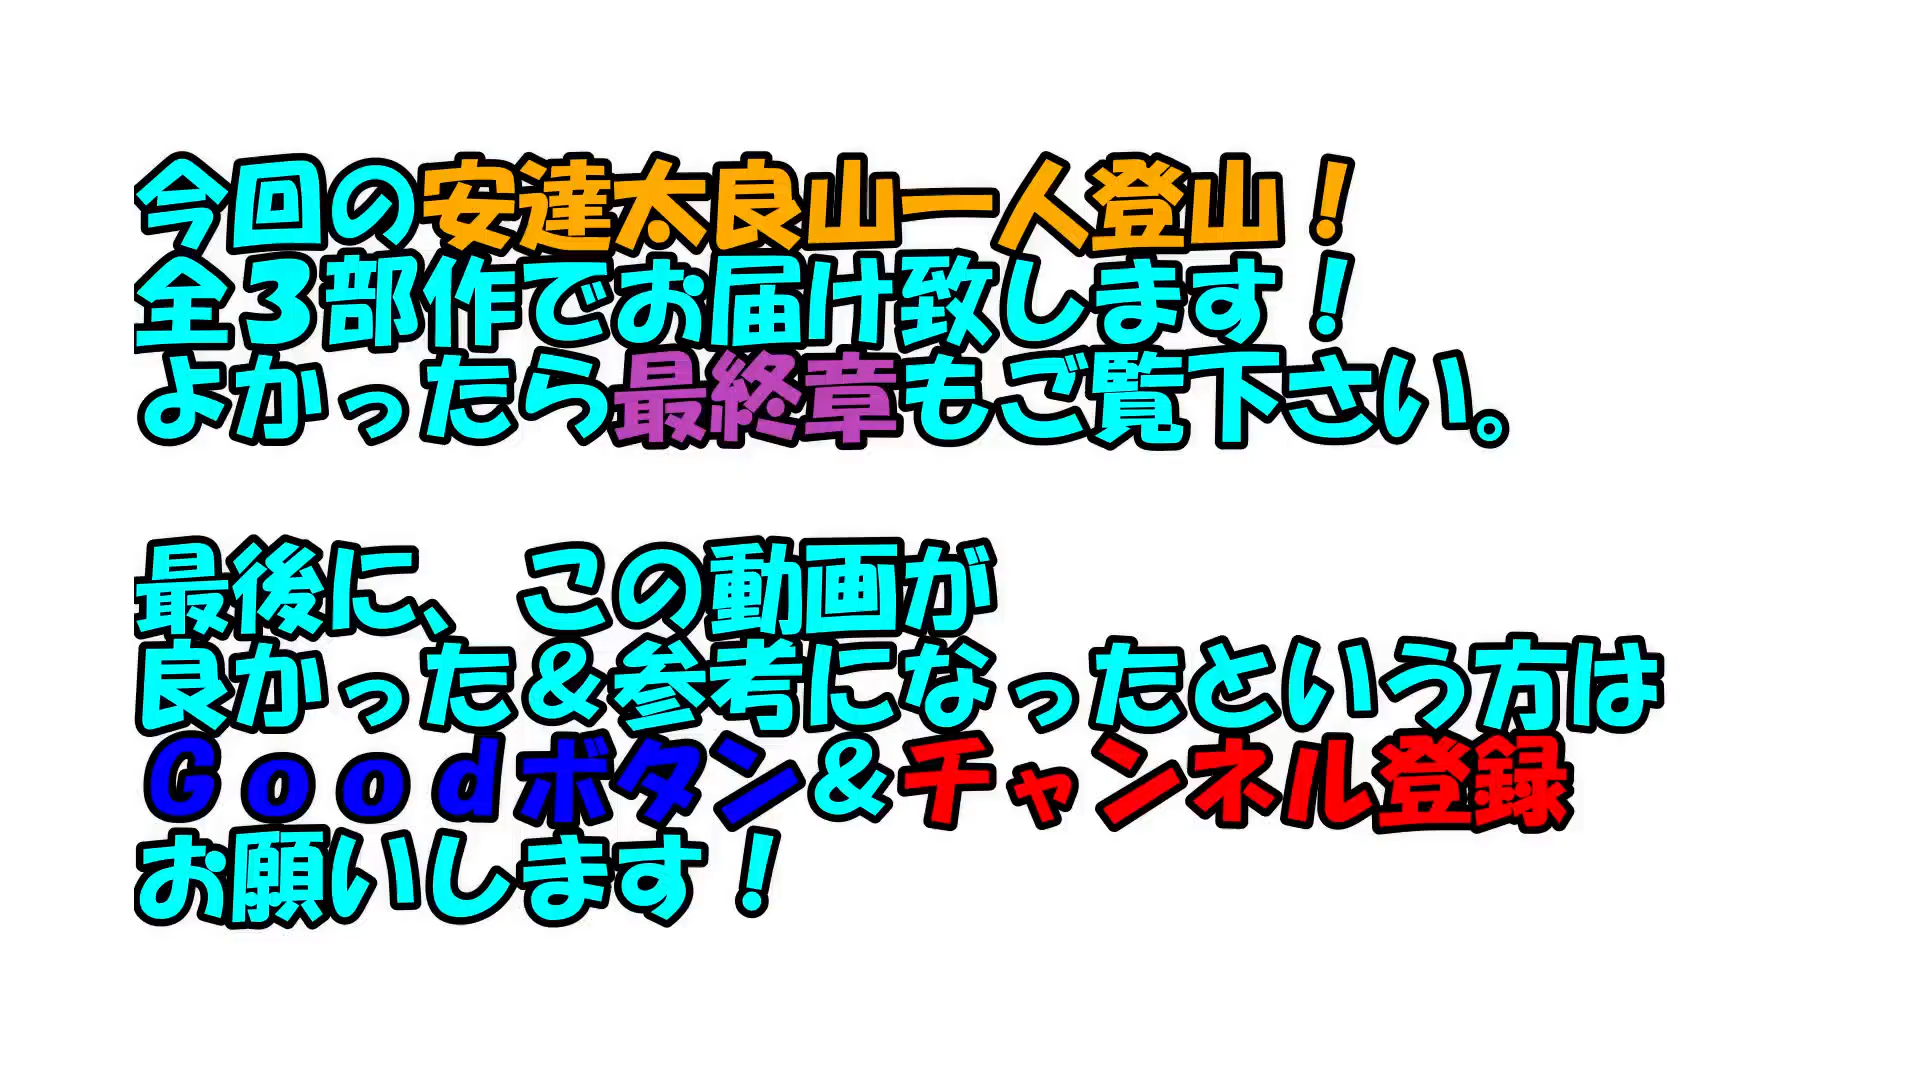 今回の安達太良山一人登山！
全３部作でお届け致します！
よかったら最終章もご覧下さい。
最後に、この動画が
良かった＆参考になったという方は
Ｇｏｏｄボタン＆チャンネル登録
お願いします！